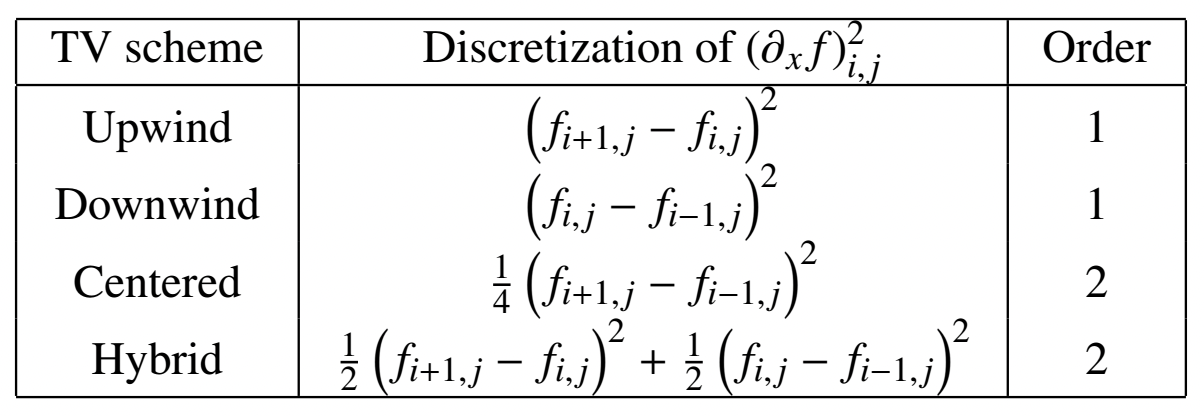 TV scheme Discretization of $(\partial_x f)^2_{i,j}$ Order
Upwind $\left(f_{i+1,j} - f_{i,j}\right)^2$ 1
Downwind $\left(f_{i,j} - f_{i-1,j}\right)^2$ 1
Centered $\frac{1}{4}\left(f_{i+1,j} - f_{i-1,j}\right)^2$ 2
Hybrid $\frac{1}{2}\left(f_{i+1,j} - f_{i,j}\right)^2 + \frac{1}{2}\left(f_{i,j} - f_{i-1,j}\right)^2$ 2